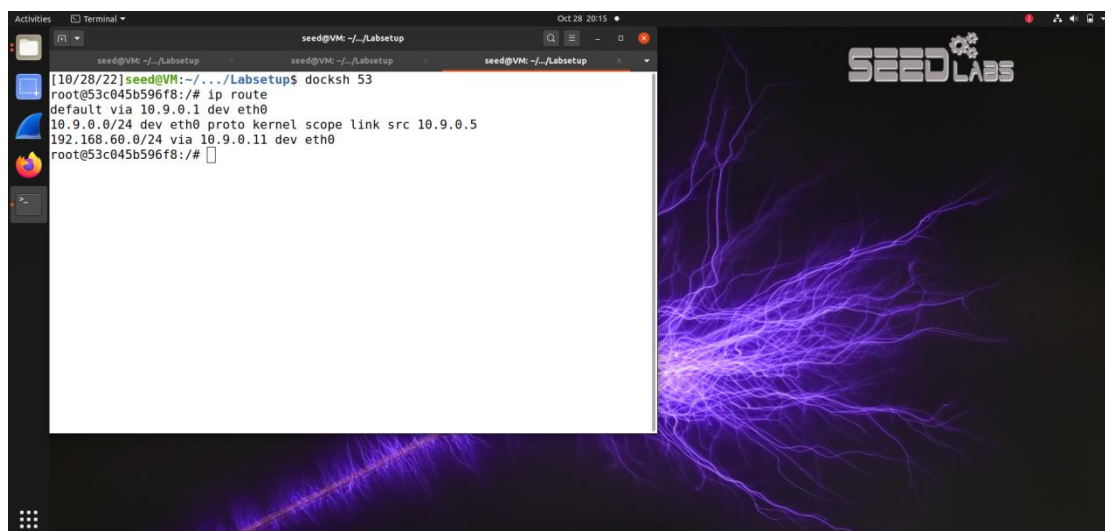 Activities Terminal Oct 28 20:15
seed@VM: ~/.../Labsetup
seed@VM: ~/.../Labsetup seed@VM: ~/.../Labsetup seed@VM: ~/.../Labsetup
[10/28/22]seed@VM:~/.../Labsetup$ docksh 53
root@53c045b596f8:/# ip route
default via 10.9.0.1 dev eth0
10.9.0.0/24 dev eth0 proto kernel scope link src 10.9.0.5
192.168.60.0/24 via 10.9.0.11 dev eth0
root@53c045b596f8:/#
SEEDLABS